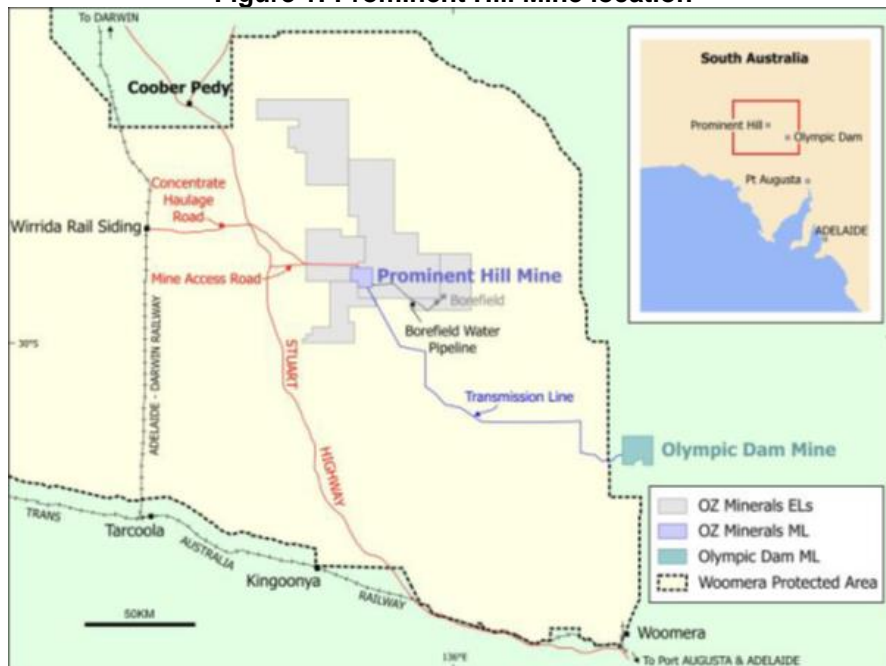 Figure 1: Prominent Hill Mine location
To DARWIN
Coober Pedy
Concentrate
Haulage
Road
Wirrida Rail Siding
Mine Access Road
Prominent Hill Mine
Borefield
Borefield Water
Pipeline
30°S
ADELAIDE - DARWIN RAILWAY
STUART
HIGHWAY
Transmission Line
Olympic Dam Mine
TRANS
AUSTRALIA
RAILWAY
Tarcoola
Kingoonya
50KM
136°E
Woomera
To Port AUGUSTA & ADELAIDE
South Australia
Prominent Hill
Olympic Dam
Pt Augusta
ADELAIDE
OZ Minerals ELs
OZ Minerals ML
Olympic Dam ML
Woomera Protected Area